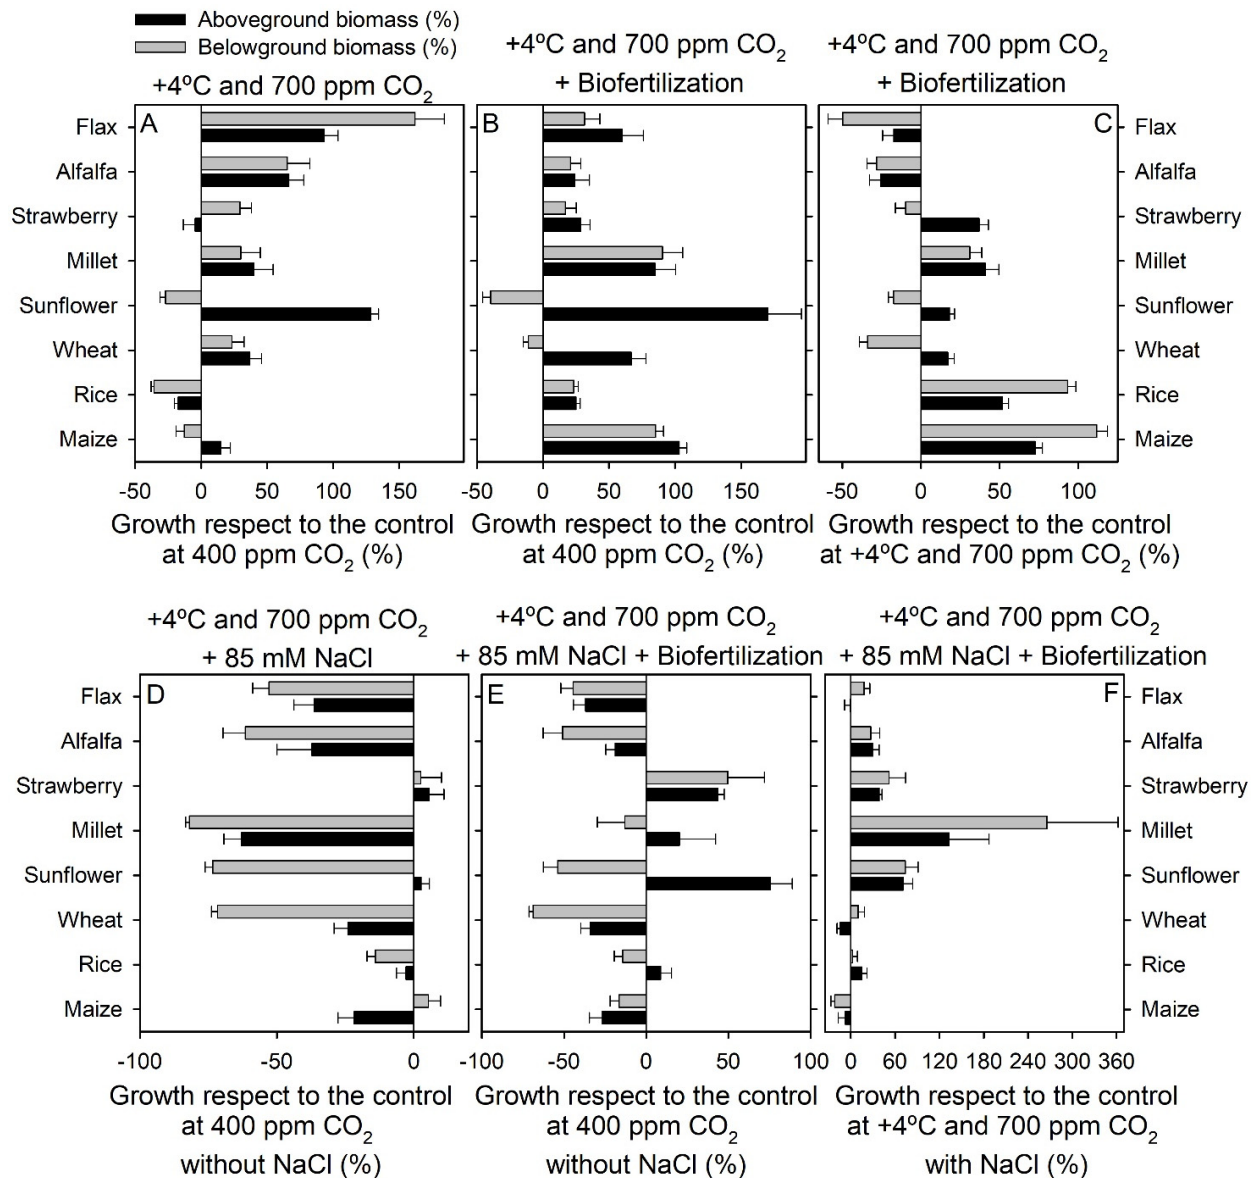 Aboveground biomass (%)
Belowground biomass (%)
+4ºC and 700 ppm CO2
+4ºC and 700 ppm CO2
+ Biofertilization
+4ºC and 700 ppm CO2
+ Biofertilization
A
B
C
Flax
Alfalfa
Strawberry
Millet
Sunflower
Wheat
Rice
Maize
Flax
Alfalfa
Strawberry
Millet
Sunflower
Wheat
Rice
Maize
-50 0 50 100 150
-50 0 50 100 150
-50 0 50 100
Growth respect to the control
at 400 ppm CO2 (%)
Growth respect to the control
at 400 ppm CO2 (%)
Growth respect to the control
at +4ºC and 700 ppm CO2 (%)
+4ºC and 700 ppm CO2
+ 85 mM NaCl
+4ºC and 700 ppm CO2
+ 85 mM NaCl + Biofertilization
+4ºC and 700 ppm CO2
+ 85 mM NaCl + Biofertilization
D
E
F
Flax
Alfalfa
Strawberry
Millet
Sunflower
Wheat
Rice
Maize
Flax
Alfalfa
Strawberry
Millet
Sunflower
Wheat
Rice
Maize
-100 -50 0
-100 -50 0 50 100
0 60 120 180 240 300 360
Growth respect to the control
at 400 ppm CO2
without NaCl (%)
Growth respect to the control
at 400 ppm CO2
without NaCl (%)
Growth respect to the control
at +4ºC and 700 ppm CO2
with NaCl (%)